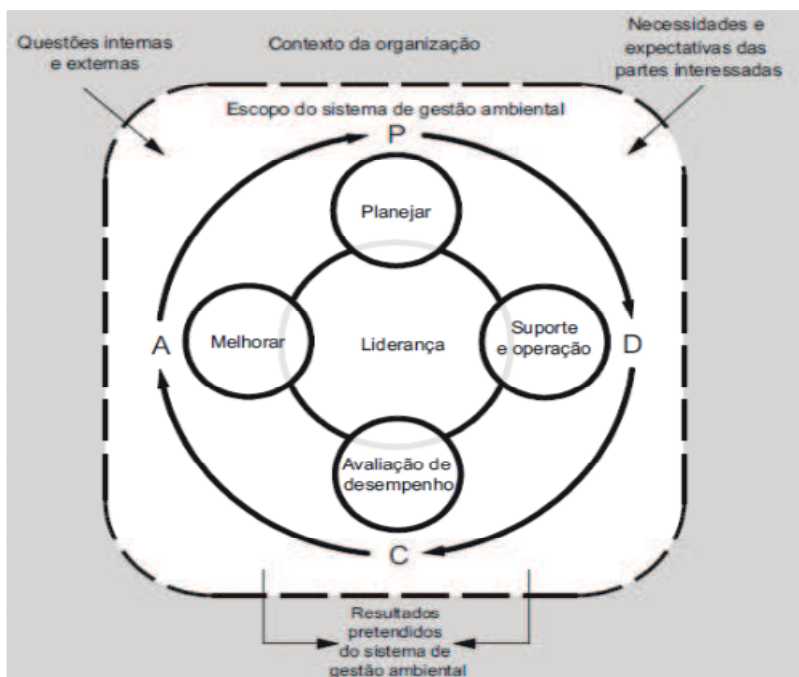 Questões internas
e externas
Contexto da organização
Necessidades e
expectativas das
partes interessadas
Escopo do sistema de gestão ambiental
P
Planejar
A
Melhorar
Liderança
Suporte
e operação
D
Avaliação de
desempenho
C
Resultados
pretendidos
do sistema de
gestão ambiental